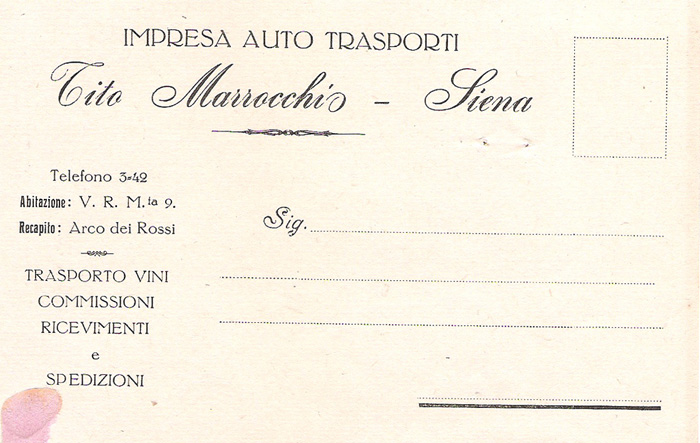 IMPRESA AUTO TRASPORTI
Tito Marrocchi - Siena
Telefono 3=42
Abitazione: V. R. M.ta 9.
Recapito: Arco dei Rossi
TRASPORTO VINI
COMMISSIONI
RICEVIMENTI
e
SPEDIZIONI
Sig.